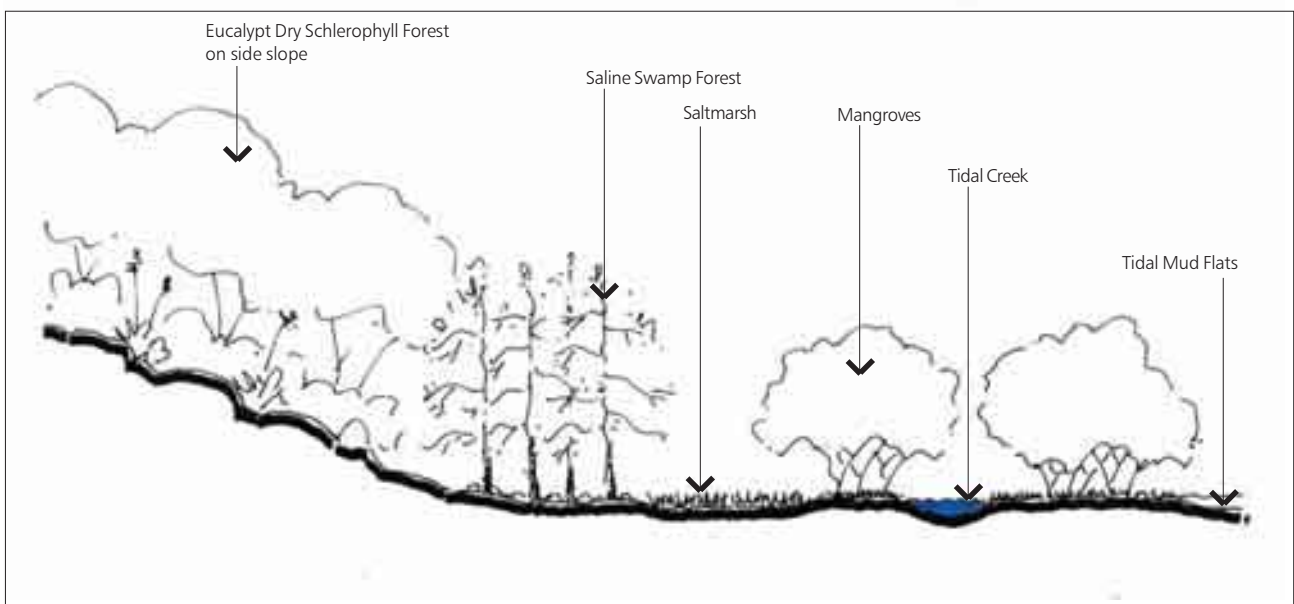 Eucalypt Dry Schlerophyll Forest
on side slope
Saline Swamp Forest
Saltmarsh
Mangroves
Tidal Creek
Tidal Mud Flats